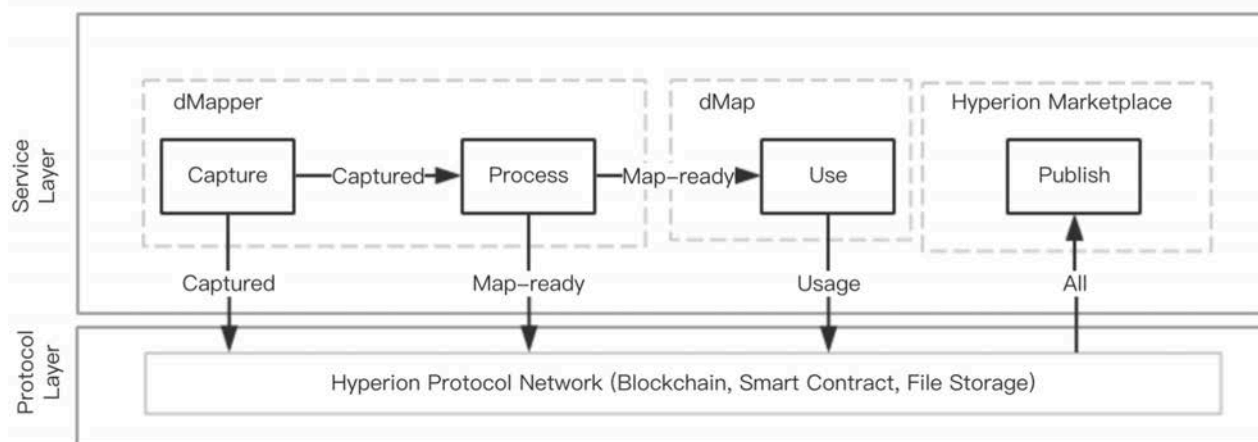 Service
Layer
dMapper
dMap
Hyperion Marketplace
Capture
Captured
Process
Map-ready
Use
Publish
Captured
Map-ready
Usage
All
Protocol
Layer
Hyperion Protocol Network (Blockchain, Smart Contract, File Storage)